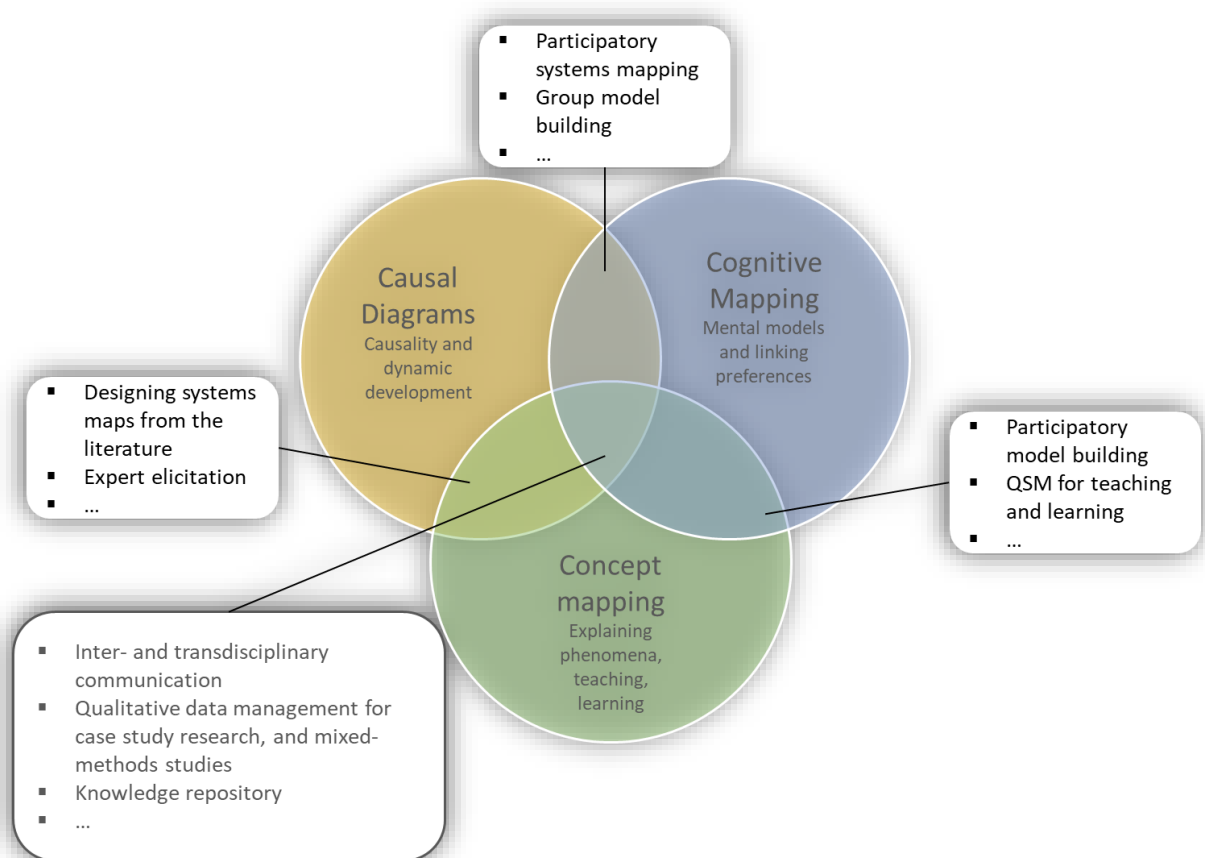 ▪ Participatory
systems mapping
▪ Group model
building
▪ …
Causal
Diagrams
Causality and
dynamic
development
Cognitive
Mapping
Mental models
and linking
preferences
▪ Designing systems
maps from the
literature
▪ Expert elicitation
▪ …
▪ Participatory
model building
▪ QSM for teaching
and learning
▪ …
Concept
mapping
Explaining
phenomena,
teaching,
learning
▪ Inter- and transdisciplinary
communication
▪ Qualitative data management for
case study research, and mixed-
methods studies
▪ Knowledge repository
▪ …